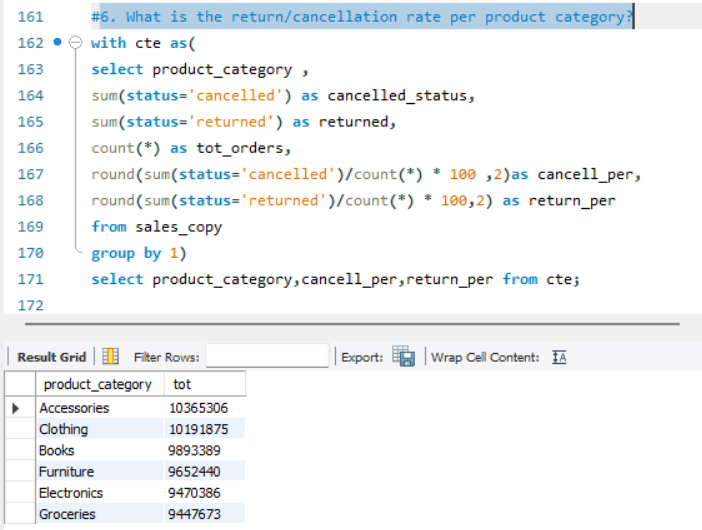 161 #6. What is the return/cancellation rate per product category?
162 with cte as(
163 select product_category ,
164 sum(status='cancelled') as cancelled_status,
165 sum(status='returned') as returned,
166 count(*) as tot_orders,
167 round(sum(status='cancelled')/count(*) * 100 ,2)as cancell_per,
168 round(sum(status='returned')/count(*) * 100,2) as return_per
169 from sales_copy
170 group by 1)
171 select product_category,cancell_per,return_per from cte;
172
Result Grid Filter Rows: Export: Wrap Cell Content: IA
product_category tot
Accessories 10365306
Clothing 10191875
Books 9893389
Furniture 9652440
Electronics 9470386
Groceries 9447673